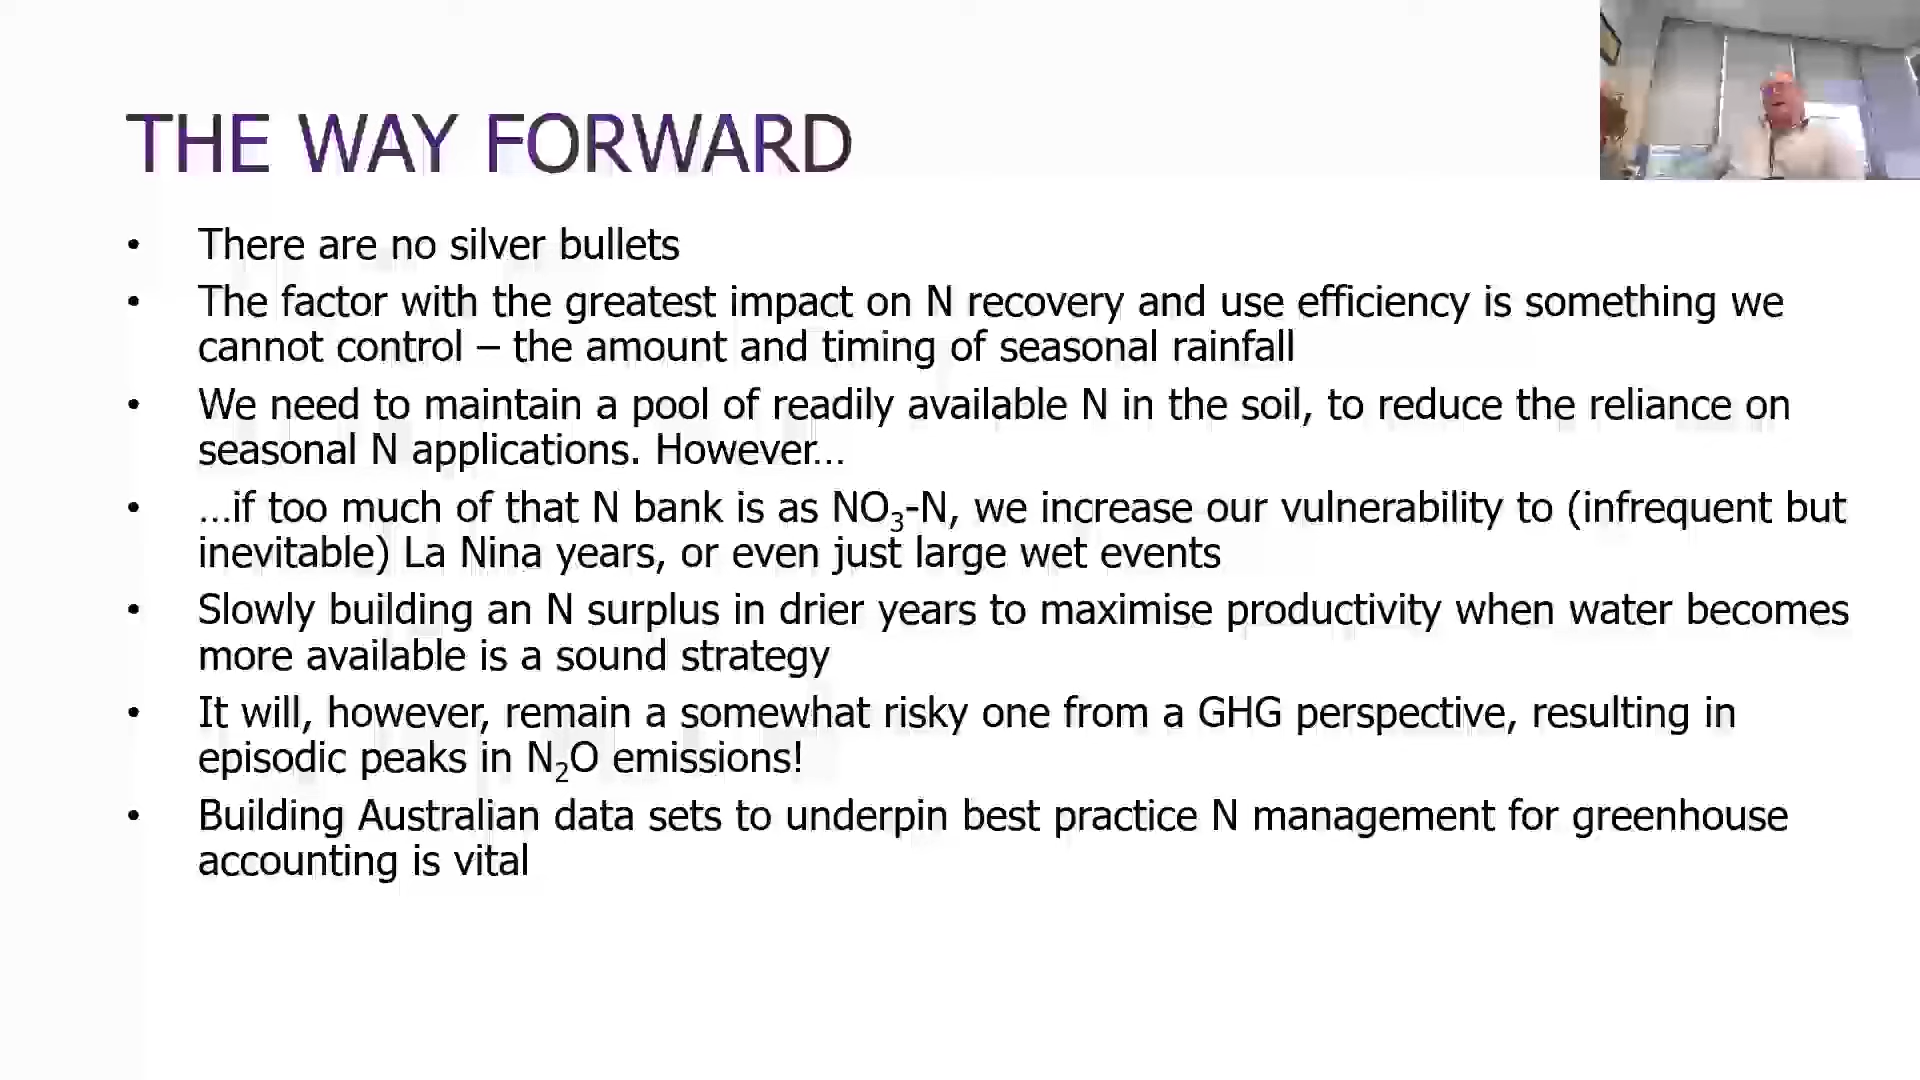 THE WAY FORWARD
• There are no silver bullets
• The factor with the greatest impact on N recovery and use efficiency is something we
cannot control – the amount and timing of seasonal rainfall
• We need to maintain a pool of readily available N in the soil, to reduce the reliance on
seasonal N applications. However…
• …if too much of that N bank is as NO₃-N, we increase our vulnerability to (infrequent but
inevitable) La Nina years, or even just large wet events
• Slowly building an N surplus in drier years to maximise productivity when water becomes
more available is a sound strategy
• It will, however, remain a somewhat risky one from a GHG perspective, resulting in
episodic peaks in N₂O emissions!
• Building Australian data sets to underpin best practice N management for greenhouse
accounting is vital